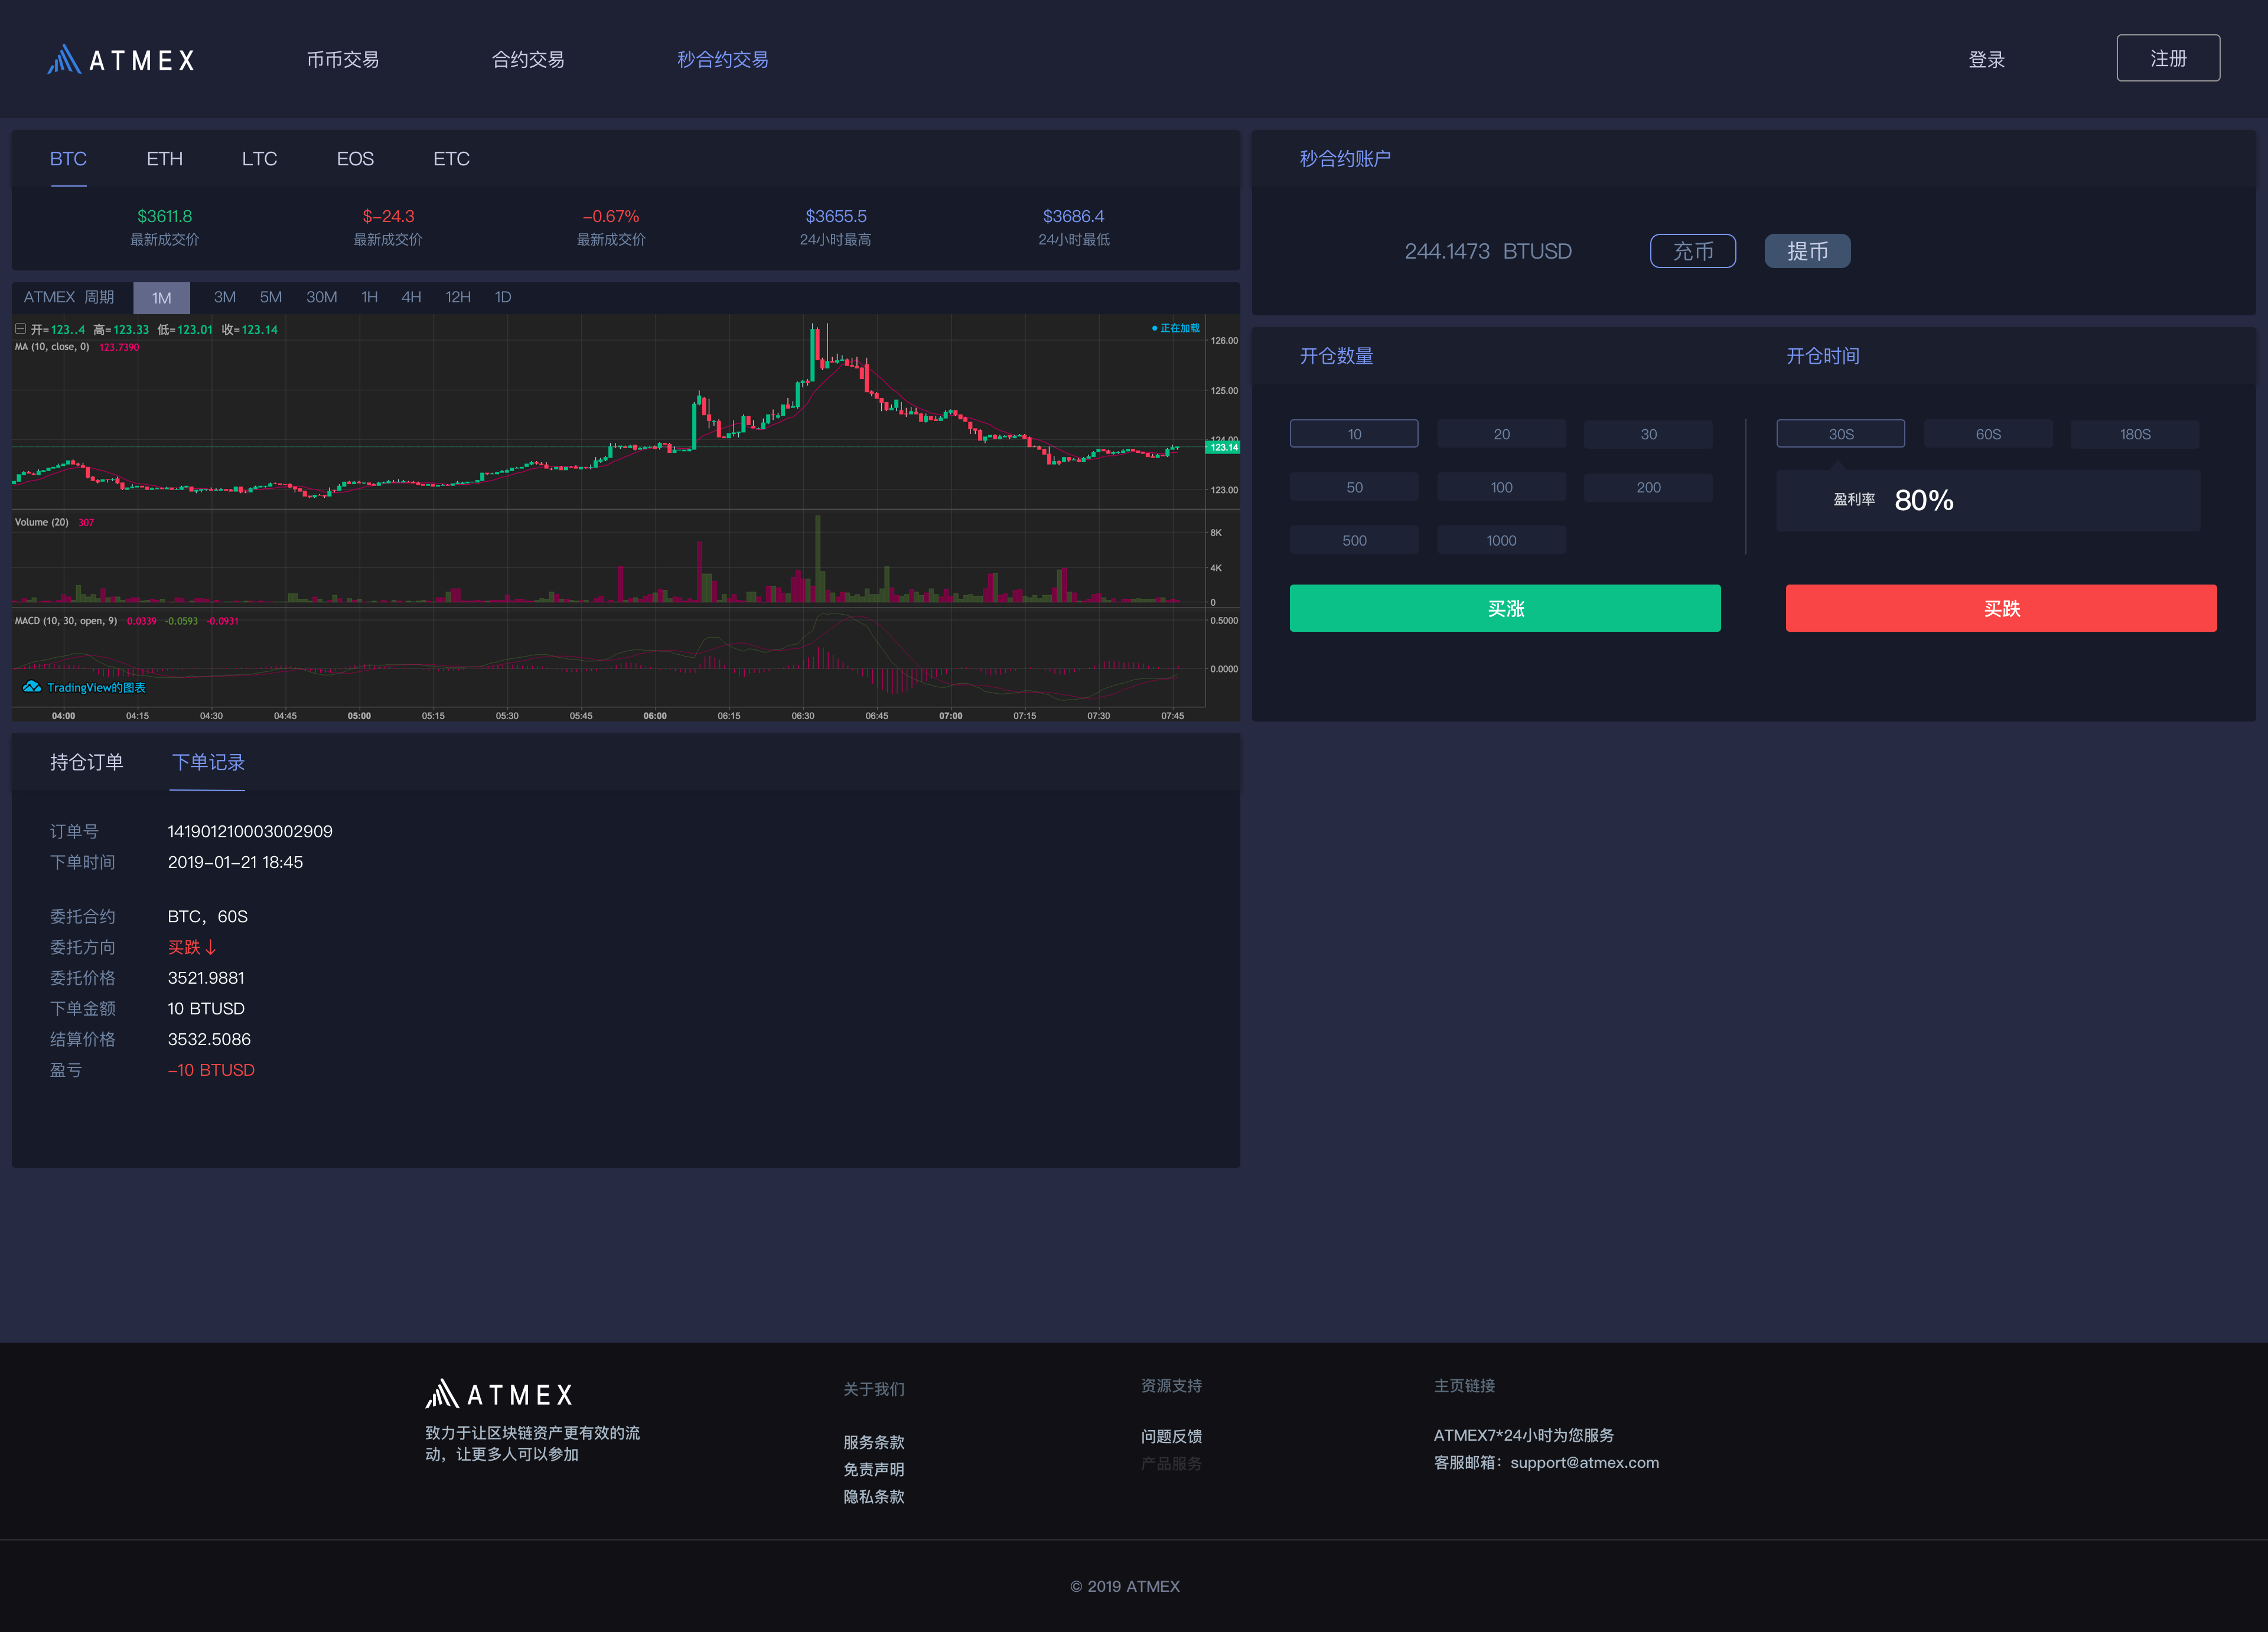 ATMEX
币币交易
合约交易
秒合约交易
登录
注册
BTC ETH LTC EOS ETC
$3611.8 $-24.3 -0.67% $3655.5 $3686.4
最新成交价 最新成交价 最新成交价 24小时最高 24小时最低
秒合约账户
244.1473 BTUSD 充币 提币
ATMEX 周期 1M 3M 5M 30M 1H 4H 12H 1D
开=123..4 高=123.33 低=123.01 收=123.14
正在加载
MA (10, close, 0) 123.7390
126.00
125.00
124.00
123.14
123.00
Volume (20) 307
8K
4K
0
MACD (10, 30, open, 9) 0.0339 -0.0593 -0.0931
0.5000
0.0000
TradingView的图表
04:00 04:15 04:30 04:45 05:00 05:15 05:30 05:45 06:00 06:15 06:30 06:45 07:00 07:15 07:30 07:45
开仓数量 开仓时间
10 20 30
50 100 200
500 1000
30S 60S 180S
盈利率 80%
买涨 买跌
持仓订单 下单记录
订单号 141901210003002909
下单时间 2019-01-21 18:45
委托合约 BTC，60S
委托方向 买跌↓
委托价格 3521.9881
下单金额 10 BTUSD
结算价格 3532.5086
盈亏 -10 BTUSD
ATMEX
致力于让区块链资产更有效的流
动，让更多人可以参加
关于我们
服务条款
免责声明
隐私条款
资源支持
问题反馈
产品服务
主页链接
ATMEX7*24小时为您服务
客服邮箱：support@atmex.com
© 2019 ATMEX